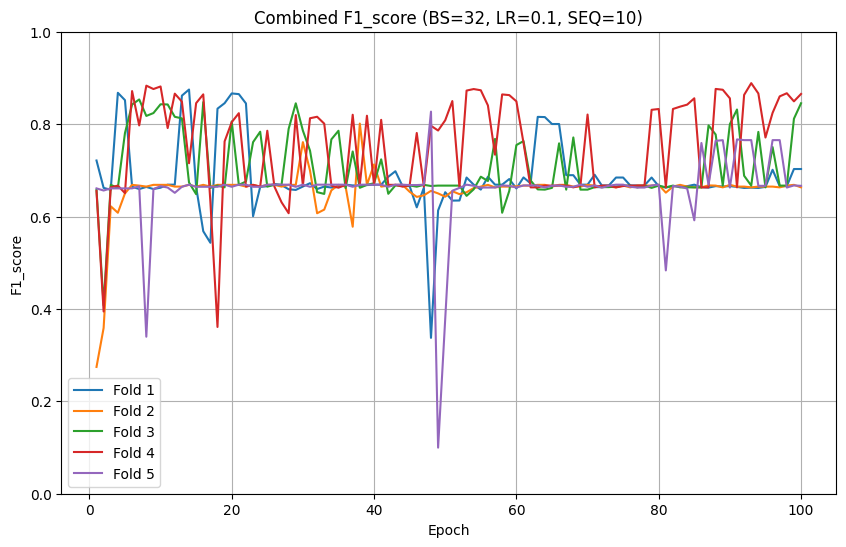 Combined F1_score (BS=32, LR=0.1, SEQ=10)
F1_score
1.0
0.8
0.6
0.4
0.2
0.0
Fold 1
Fold 2
Fold 3
Fold 4
Fold 5
0 20 40 60 80 100
Epoch